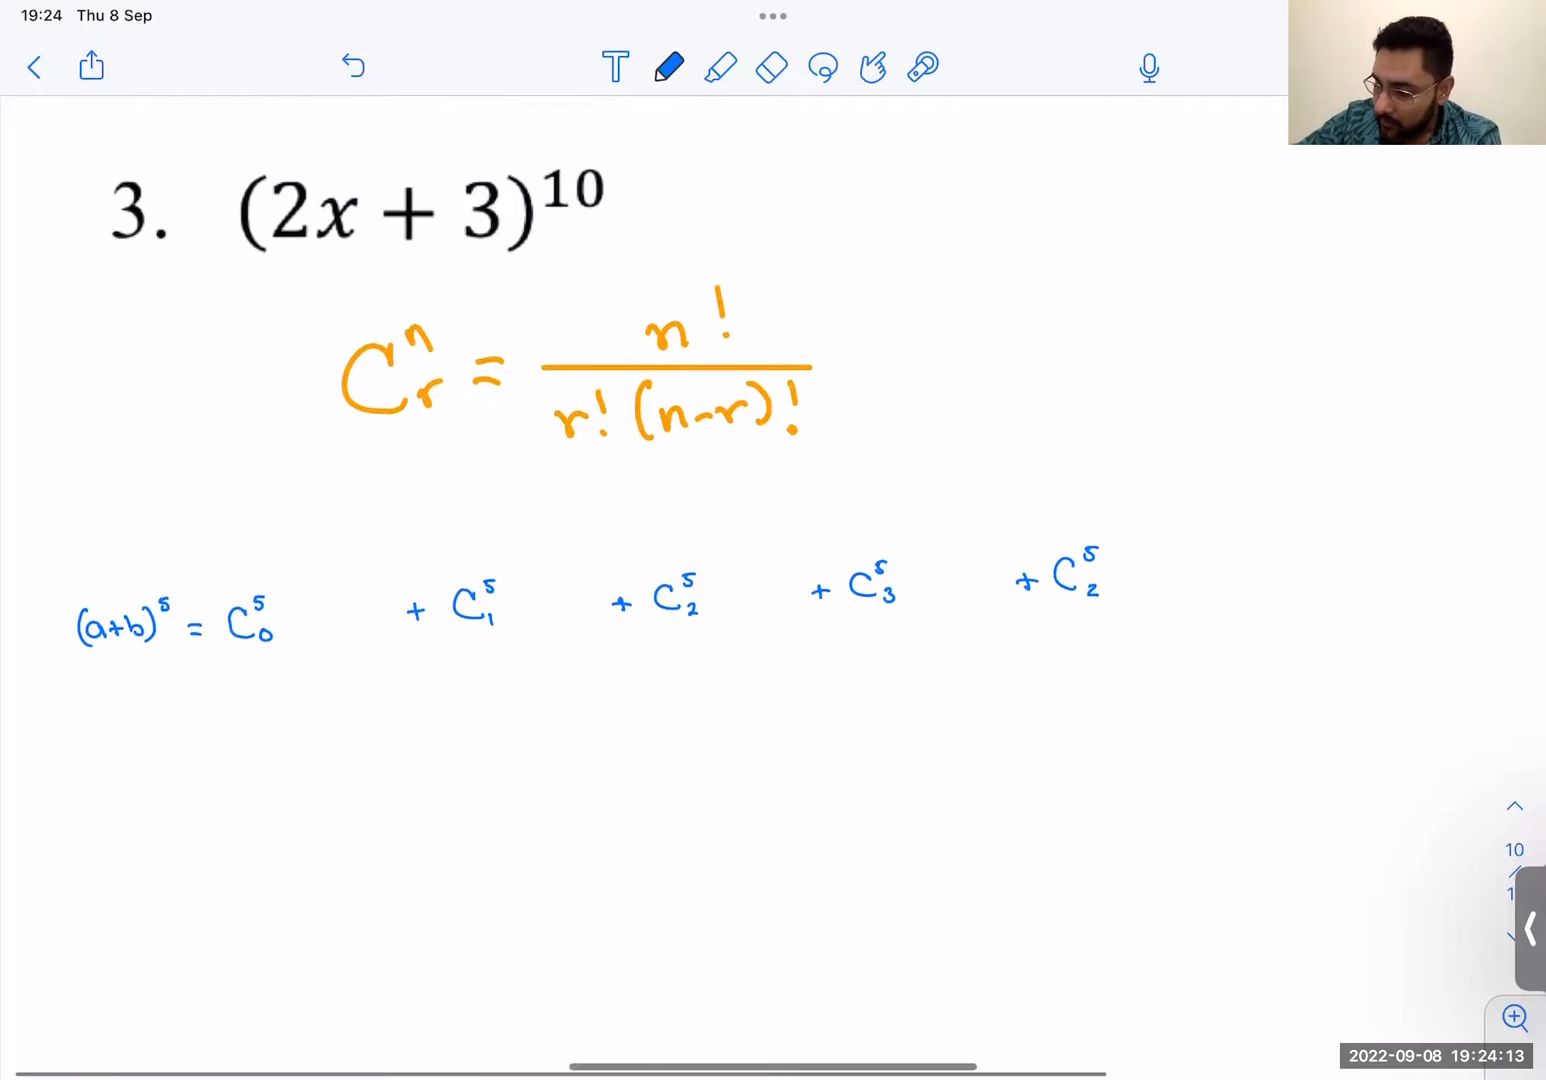 19:24 Thu 8 Sep
T
3. (2x + 3)^10
C^n_r = n! / r! (n-r)!
(a+b)^5 = C^5_0 + C^5_1 + C^5_2 + C^5_3 + C^5_2
10
1
2022-09-08 19:24:13